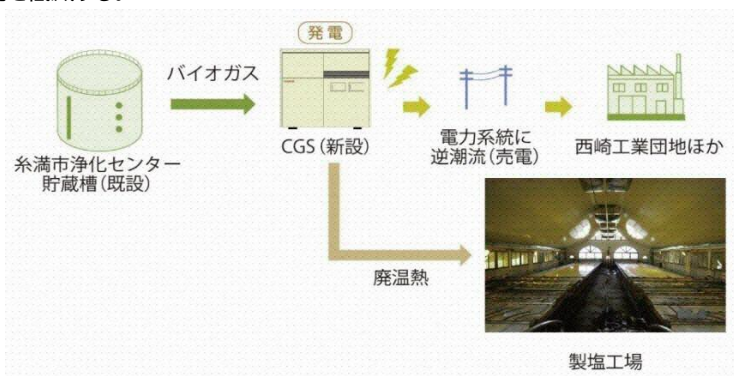 発電
バイオガス
CGS（新設）
糸満市浄化センター
貯蔵槽（既設）
電力系統に
逆潮流（売電）
西崎工業団地ほか
廃温熱
製塩工場